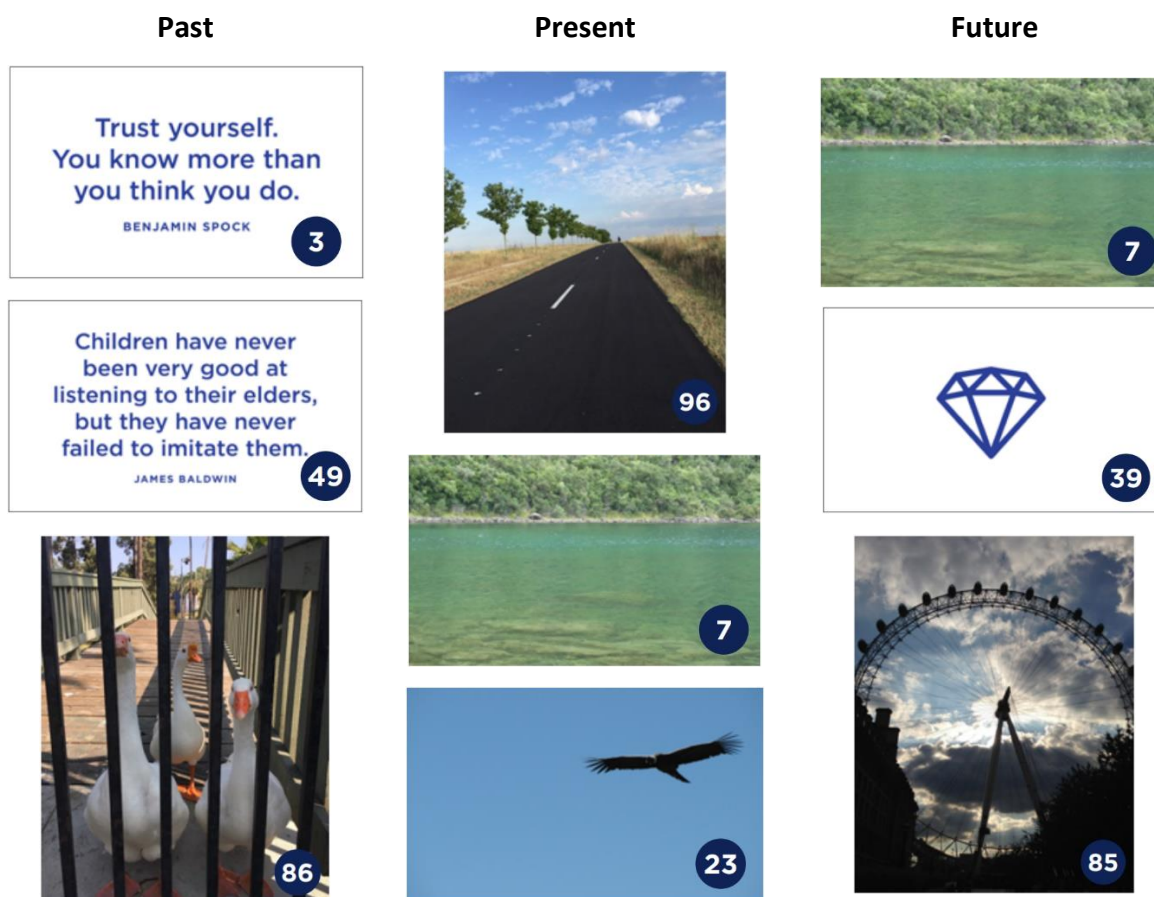 Past
Present
Future
Trust yourself.
You know more than
you think you do.
BENJAMIN SPOCK
3
Children have never
been very good at
listening to their elders,
but they have never
failed to imitate them.
JAMES BALDWIN
49
86
96
7
23
7
39
85